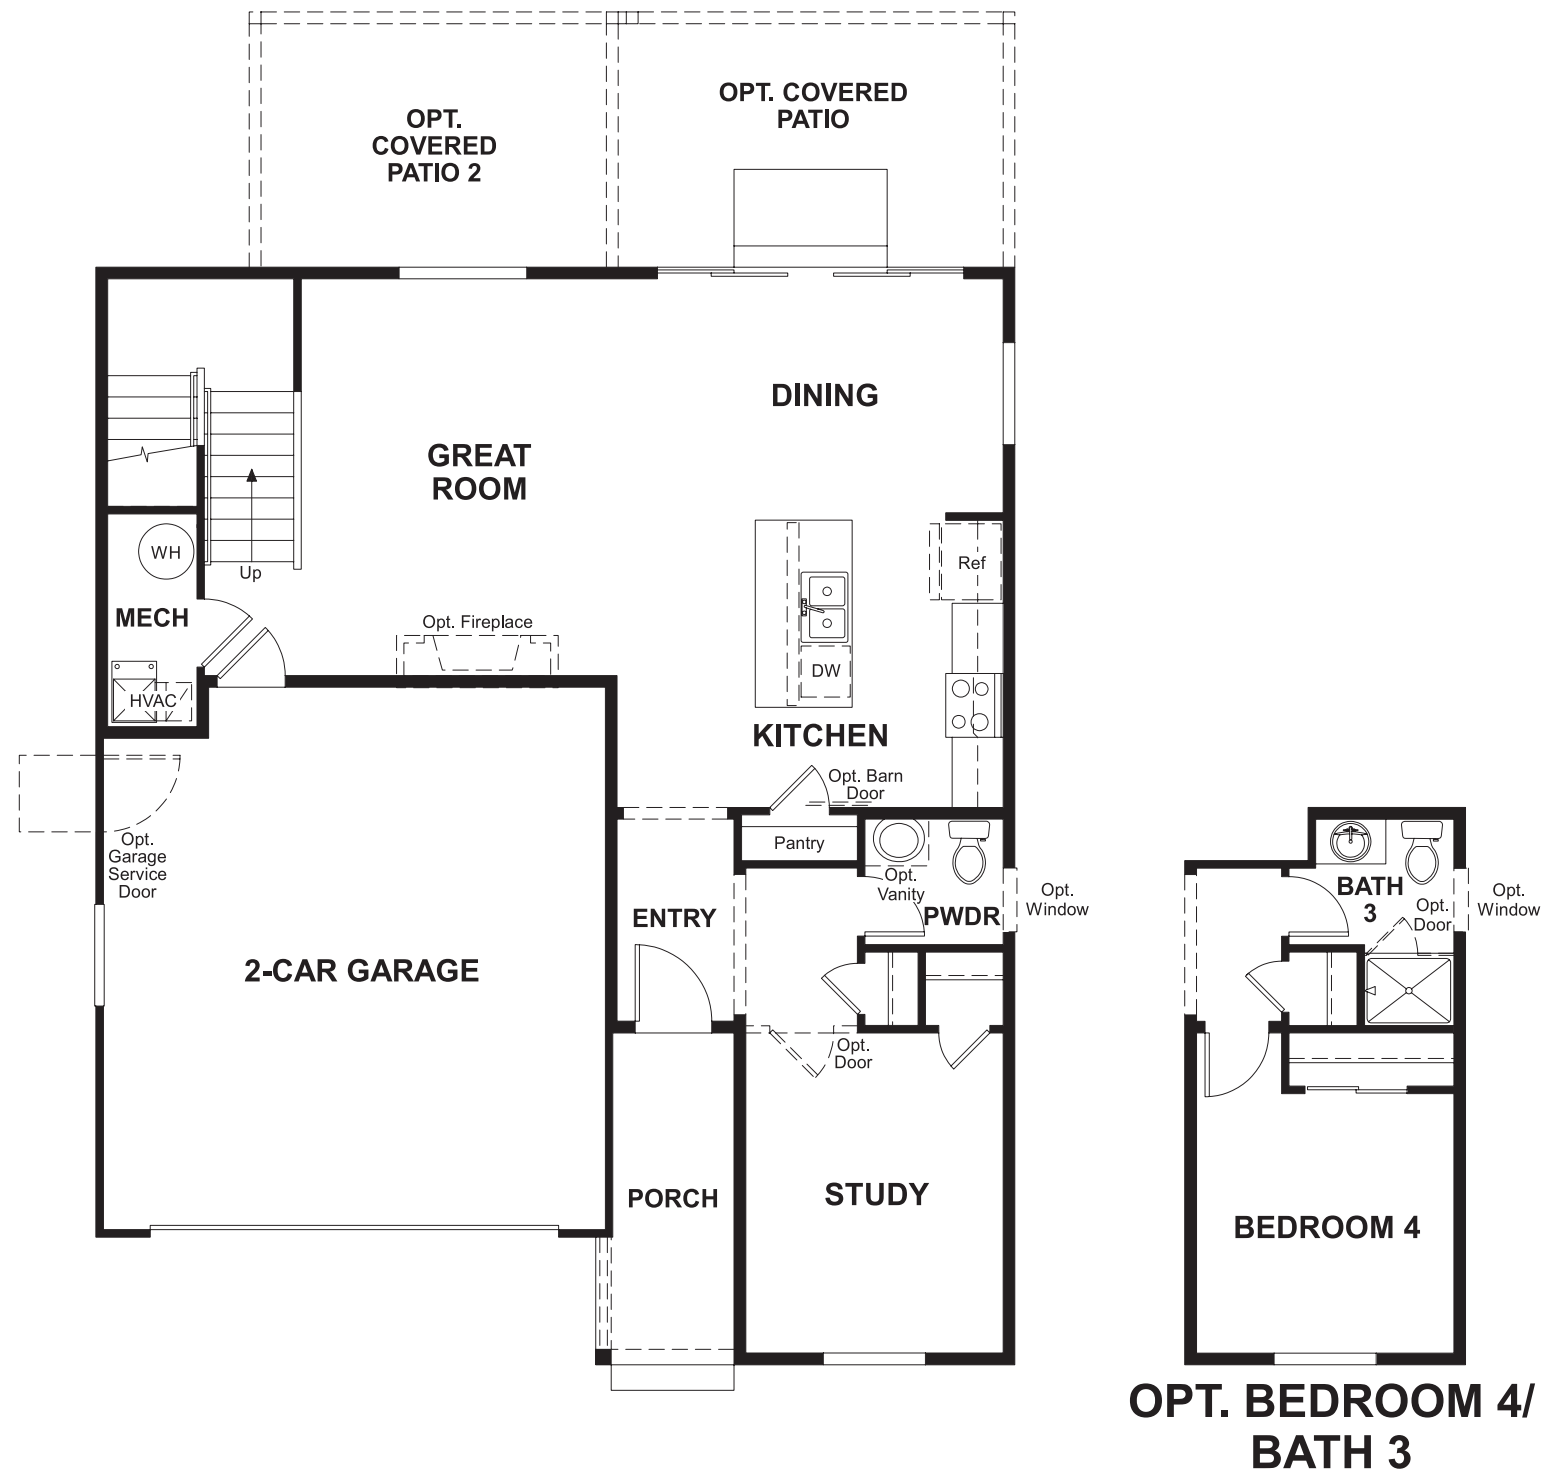 OPT. COVERED
PATIO
OPT.
COVERED
PATIO 2
DINING
GREAT
ROOM
WH
Ref
Up
MECH
Opt. Fireplace
DW
HVAC
KITCHEN
Opt. Barn
Door
Opt.
Garage
Service
Door
Pantry
Opt.
Vanity
PWDR
Opt.
Window
ENTRY
2-CAR GARAGE
Opt.
Door
PORCH
STUDY
BATH
3
Opt.
Door
Opt.
Window
BEDROOM 4
OPT. BEDROOM 4/
BATH 3